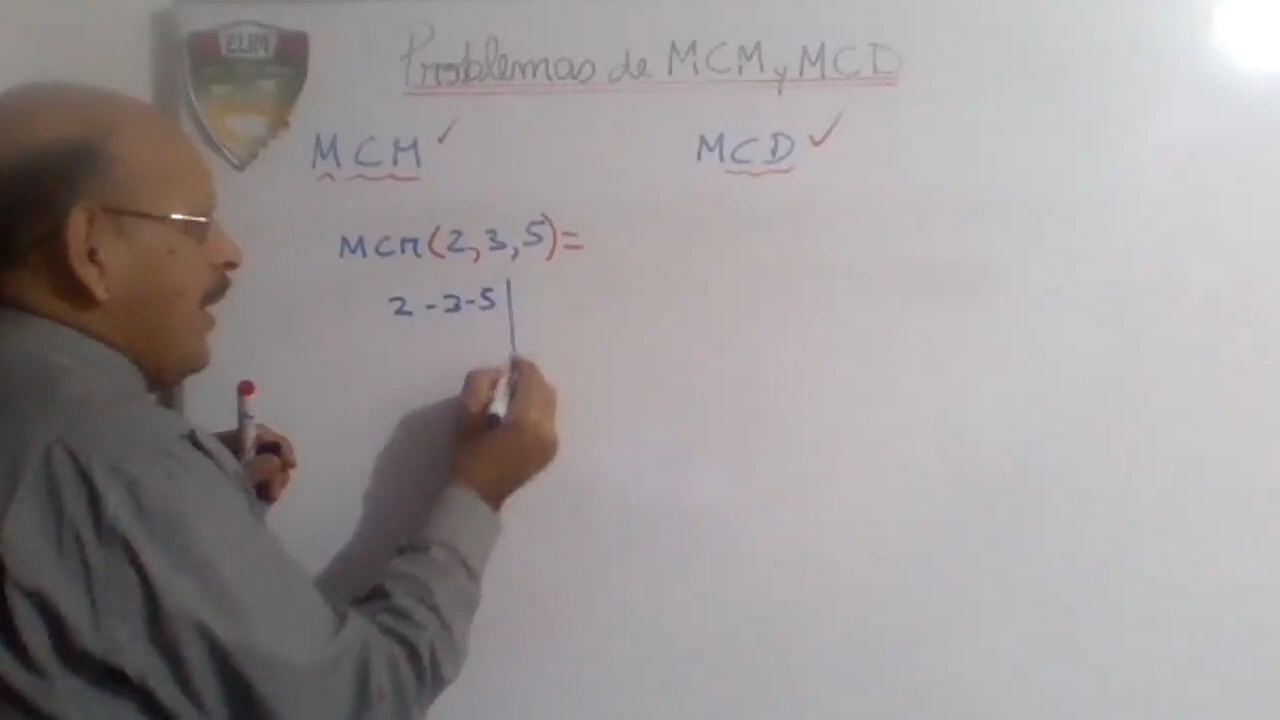 ELIM
Problemas de MCM y MCD
MCM ✓
MCD ✓
MCM(2,3,5)=
2-3-5